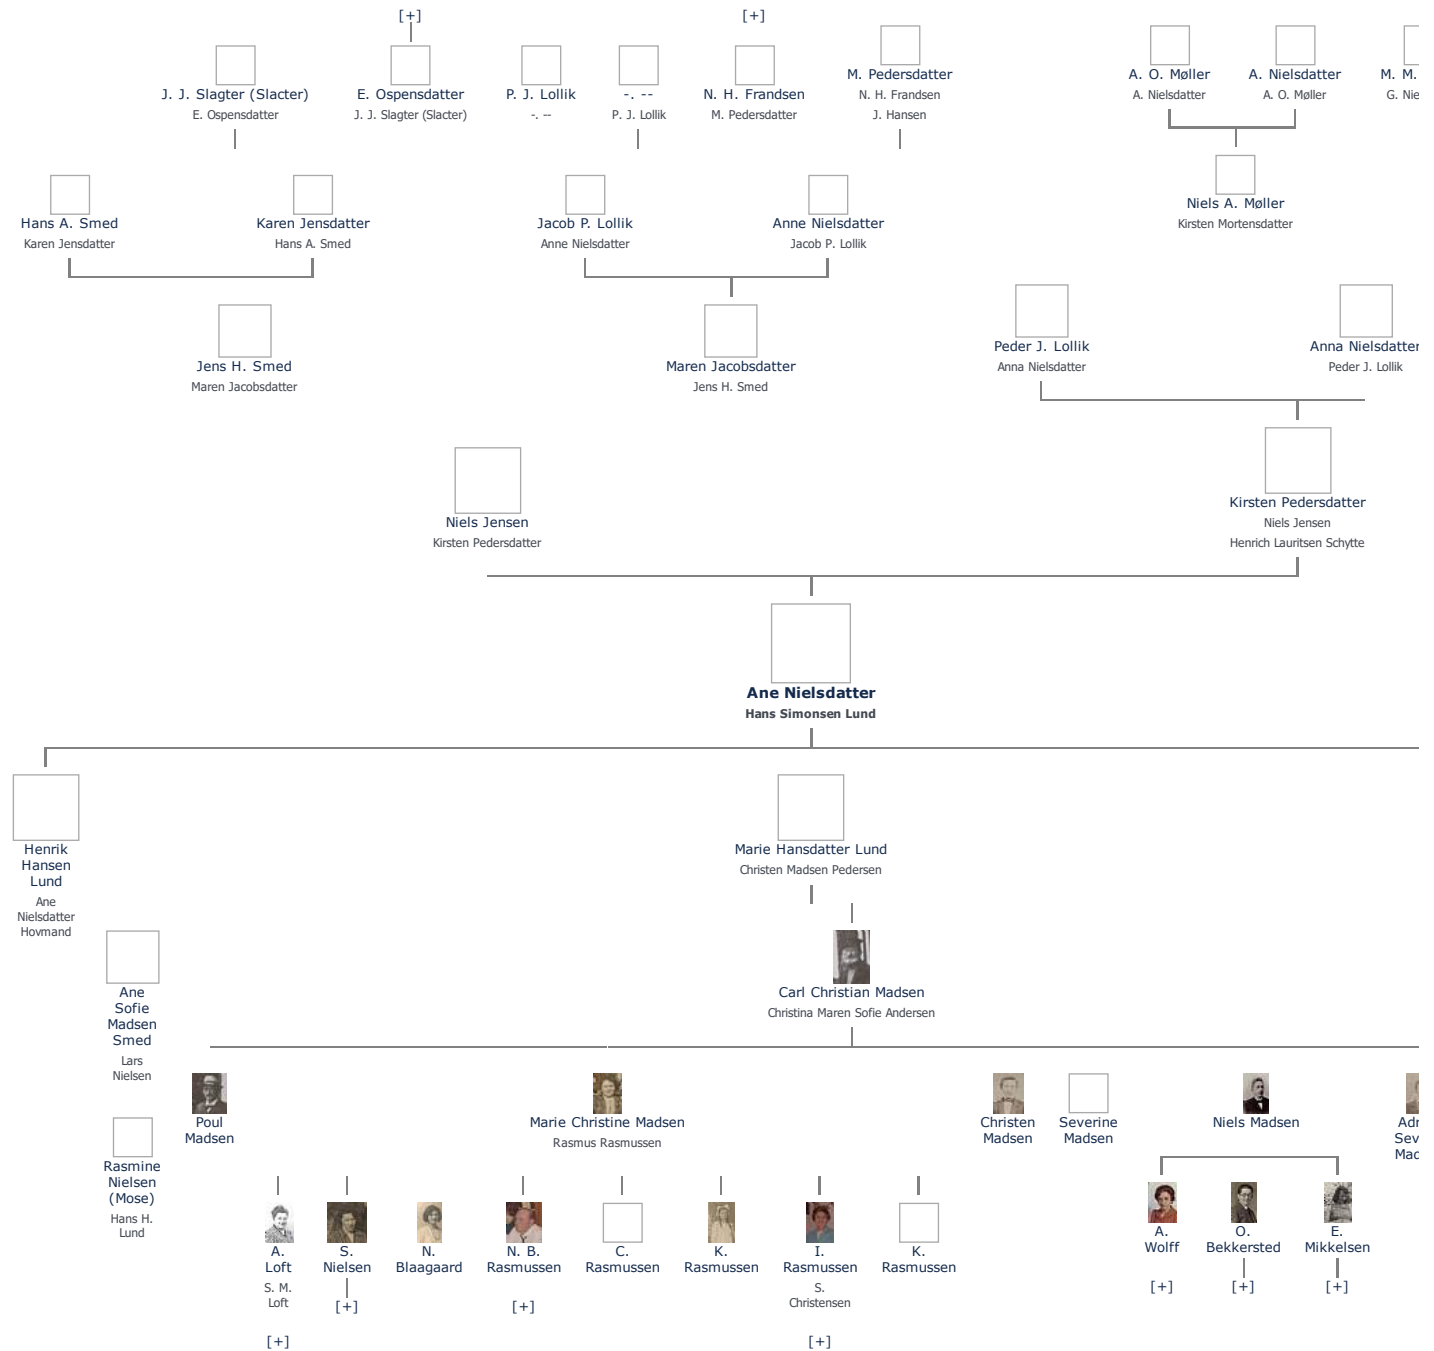 [+]
[+]
J. J. Slagter (Slacter)
E. Ospensdatter
E. Ospensdatter
J. J. Slagter (Slacter)
P. J. Lollik
-. --
-. --
P. J. Lollik
N. H. Frandsen
M. Pedersdatter
M. Pedersdatter
N. H. Frandsen
J. Hansen
A. O. Møller
A. Nielsdatter
A. Nielsdatter
A. O. Møller
M. M.
G. Nie
Hans A. Smed
Karen Jensdatter
Karen Jensdatter
Hans A. Smed
Jacob P. Lollik
Anne Nielsdatter
Anne Nielsdatter
Jacob P. Lollik
Niels A. Møller
Kirsten Mortensdatter
Jens H. Smed
Maren Jacobsdatter
Maren Jacobsdatter
Jens H. Smed
Peder J. Lollik
Anna Nielsdatter
Anna Nielsdatter
Peder J. Lollik
Niels Jensen
Kirsten Pedersdatter
Kirsten Pedersdatter
Niels Jensen
Henrich Lauritsen Schytte
Ane Nielsdatter
Hans Simonsen Lund
Henrik
Hansen
Lund
Ane
Nielsdatter
Hovmand
Marie Hansdatter Lund
Christen Madsen Pedersen
Ane
Sofie
Madsen
Smed
Lars
Nielsen
Carl Christian Madsen
Christina Maren Sofie Andersen
Rasmine
Nielsen
(Mose)
Hans H.
Lund
Poul
Madsen
Marie Christine Madsen
Rasmus Rasmussen
Christen
Madsen
Severine
Madsen
Niels Madsen
Adr
Sev
Mad
A.
Loft
S. M.
Loft
[+]
S.
Nielsen
[+]
N.
Blaagaard
N. B.
Rasmussen
[+]
C.
Rasmussen
K.
Rasmussen
I.
Rasmussen
S.
Christensen
[+]
K.
Rasmussen
A.
Wolff
[+]
O.
Bekkersted
[+]
E.
Mikkelsen
[+]